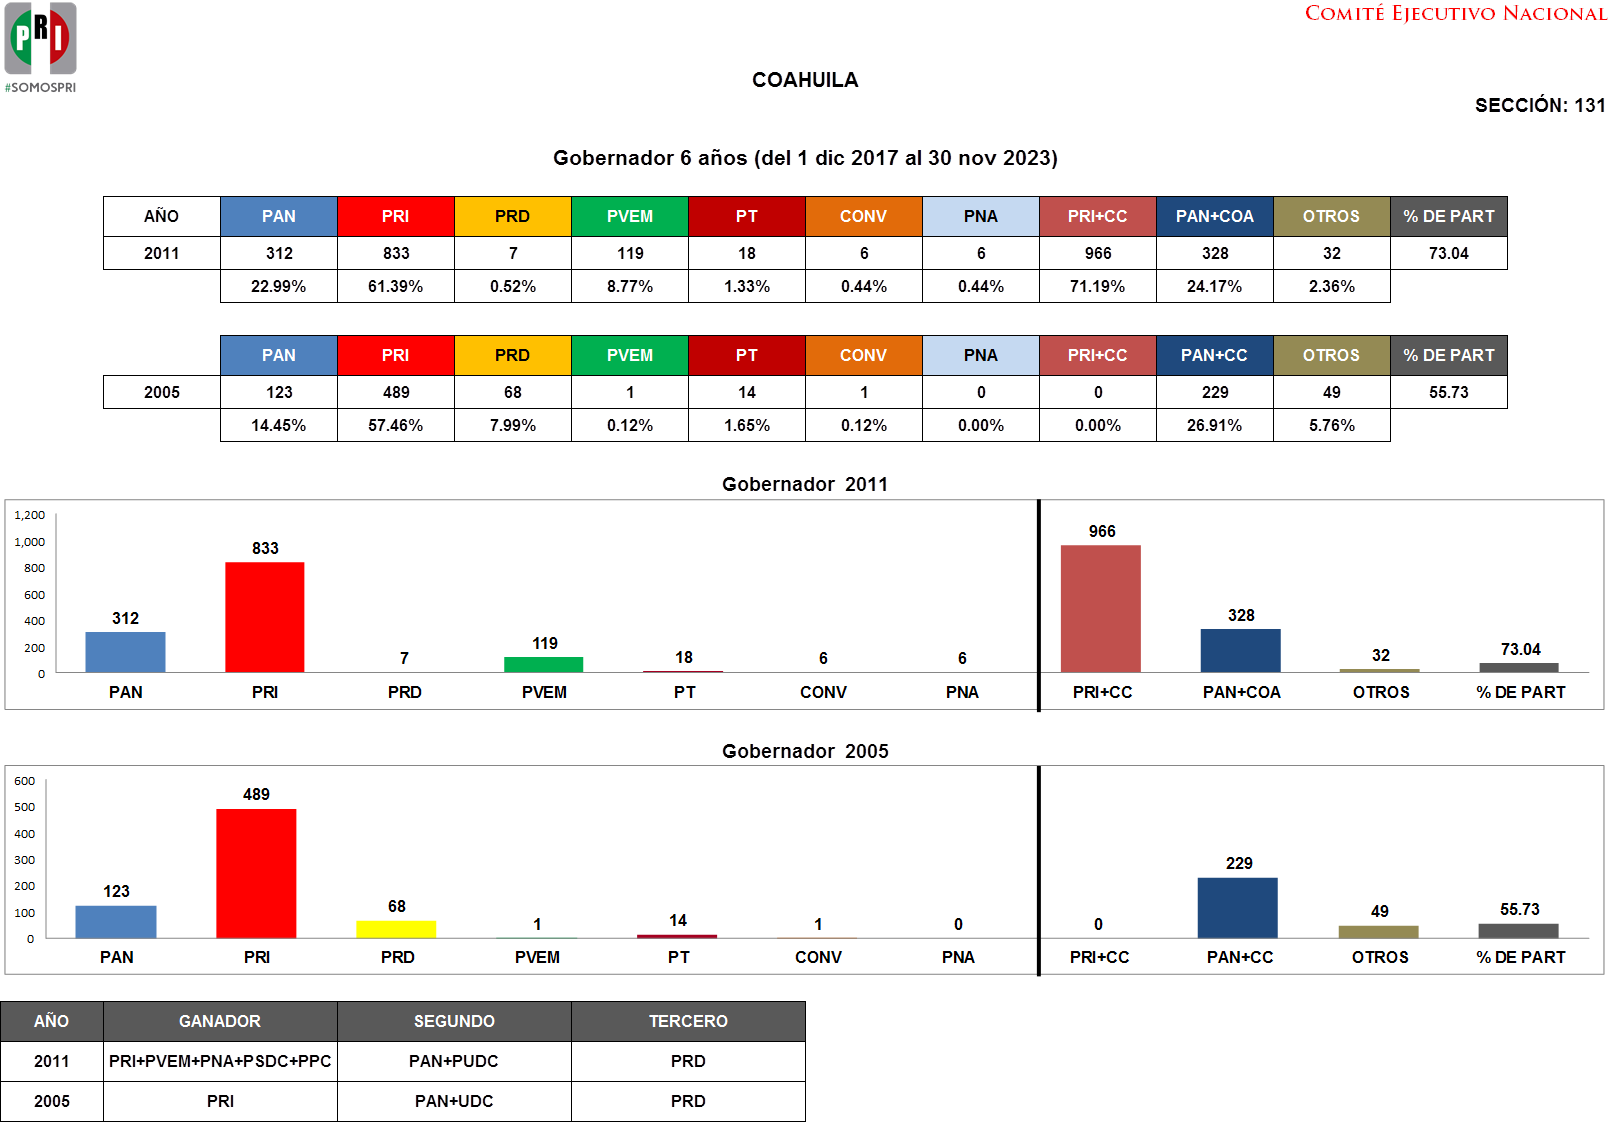 PRI
#SOMOSPRI
COMITÉ EJECUTIVO NACIONAL
COAHUILA
SECCIÓN: 131
Gobernador 6 años (del 1 dic 2017 al 30 nov 2023)
AÑO PAN PRI PRD PVEM PT CONV PNA PRI+CC PAN+COA OTROS % DE PART
2011 312 833 7 119 18 6 6 966 328 32 73.04
22.99% 61.39% 0.52% 8.77% 1.33% 0.44% 0.44% 71.19% 24.17% 2.36%
PAN PRI PRD PVEM PT CONV PNA PRI+CC PAN+CC OTROS % DE PART
2005 123 489 68 1 14 1 0 0 229 49 55.73
14.45% 57.46% 7.99% 0.12% 1.65% 0.12% 0.00% 0.00% 26.91% 5.76%
Gobernador 2011
1,200
1,000
800
600
400
200
0
312 833 7 119 18 6 6 966 328 32 73.04
PAN PRI PRD PVEM PT CONV PNA PRI+CC PAN+COA OTROS % DE PART
Gobernador 2005
600
500
400
300
200
100
0
123 489 68 1 14 1 0 0 229 49 55.73
PAN PRI PRD PVEM PT CONV PNA PRI+CC PAN+CC OTROS % DE PART
AÑO GANADOR SEGUNDO TERCERO
2011 PRI+PVEM+PNA+PSDC+PPC PAN+PUDC PRD
2005 PRI PAN+UDC PRD